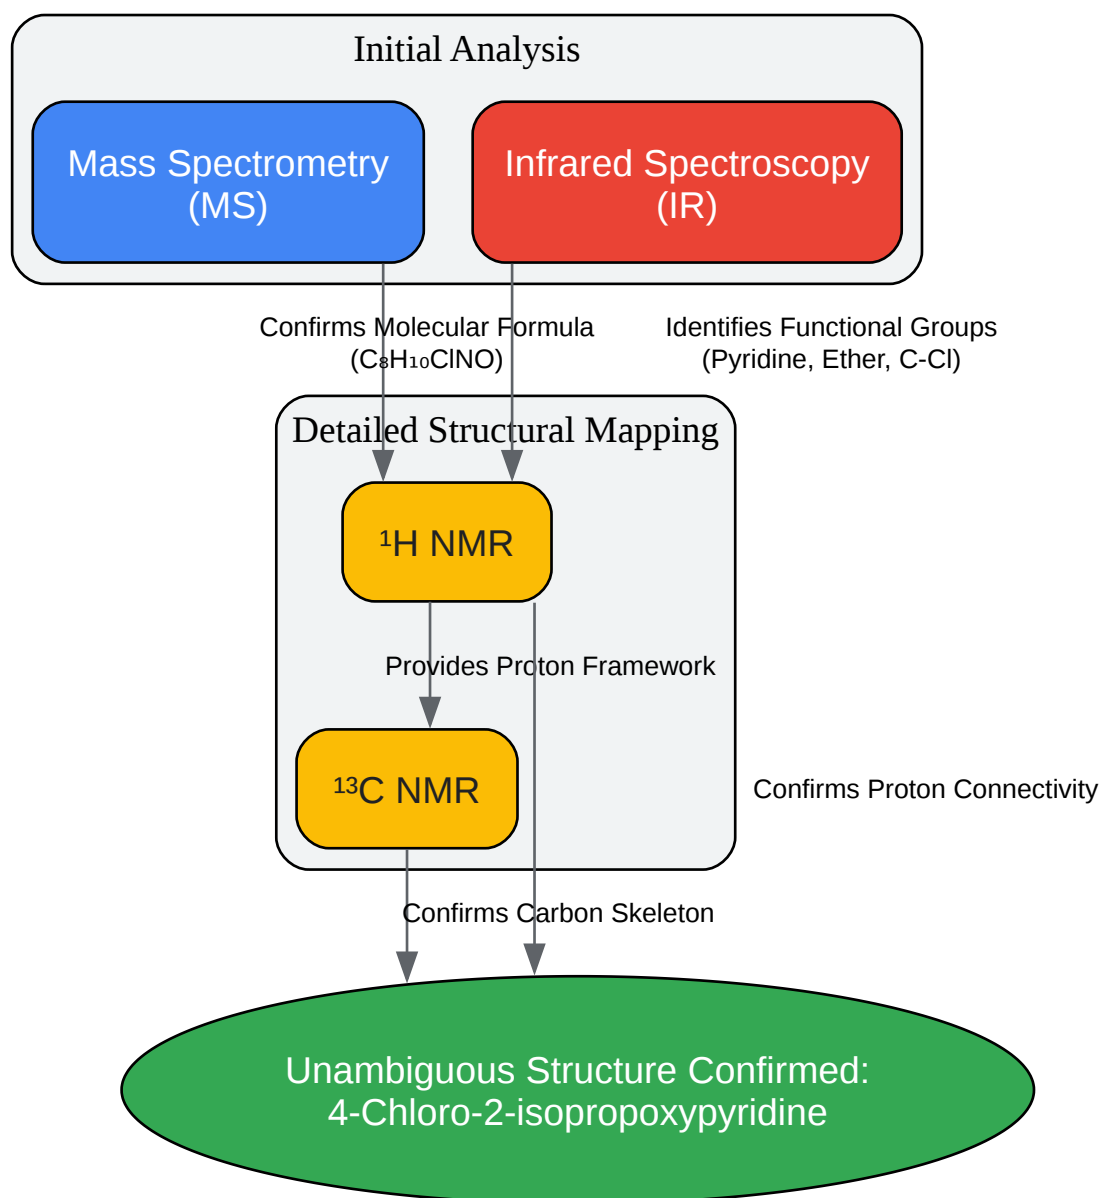 Initial Analysis
Mass Spectrometry
(MS)
Infrared Spectroscopy
(IR)
Confirms Molecular Formula
(C₈H₁₀ClNO)
Identifies Functional Groups
(Pyridine, Ether, C-Cl)
Detailed Structural Mapping
¹H NMR
Provides Proton Framework
¹³C NMR
Confirms Proton Connectivity
Confirms Carbon Skeleton
Unambiguous Structure Confirmed:
4-Chloro-2-isopropoxypyridine